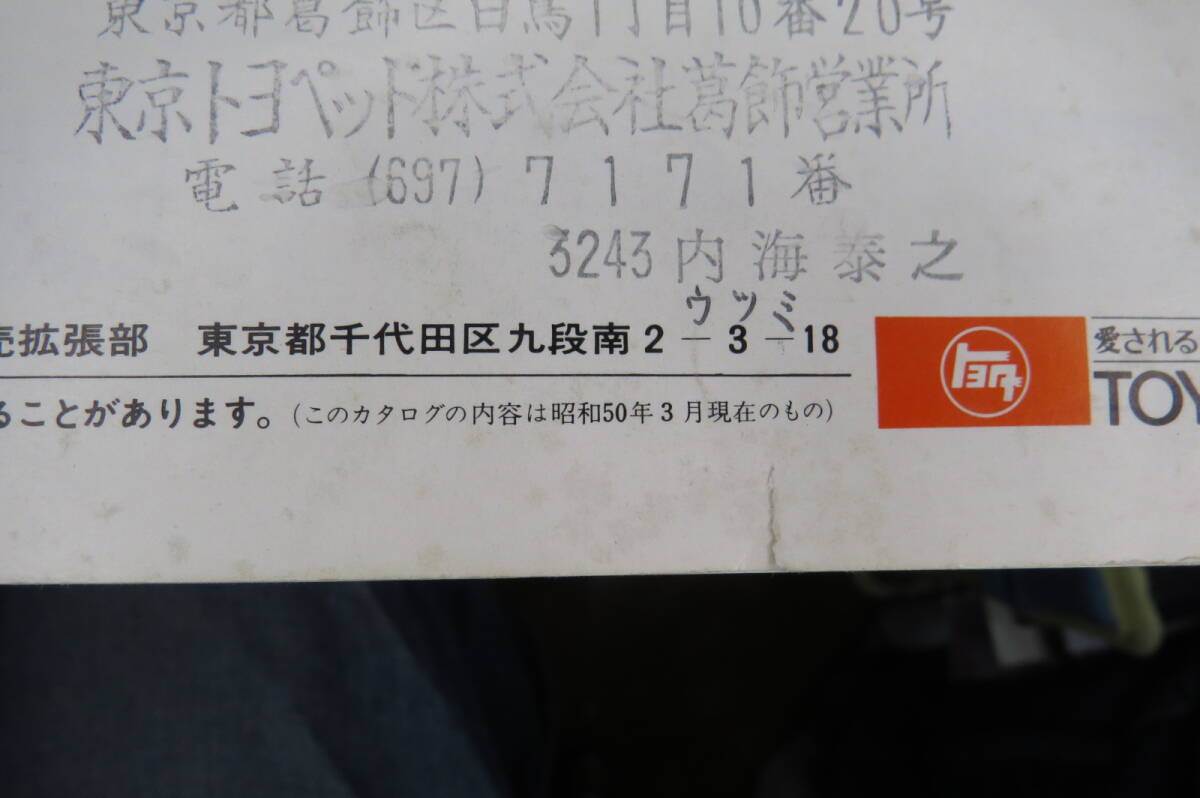 東京都葛飾区白鳥1丁目10番20号
東京トヨペット株式会社葛飾営業所
電話(697)7171番
3243内海泰之
ウツミ
売拡張部 東京都千代田区九段南2-3-18
ることがあります。(このカタログの内容は昭和50年3月現在のもの)
トヨタ
愛される
TOY